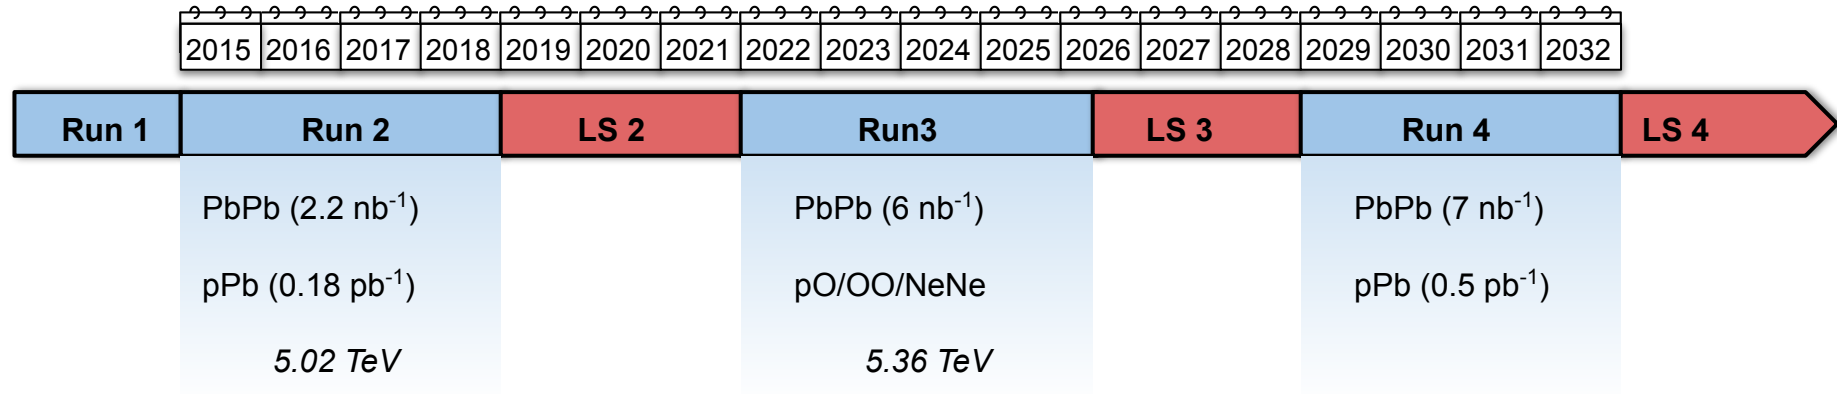 2015 2016 2017 2018 2019 2020 2021 2022 2023 2024 2025 2026 2027 2028 2029 2030 2031 2032
Run 1 Run 2 LS 2 Run3 LS 3 Run 4 LS 4
PbPb (2.2 nb⁻¹) PbPb (6 nb⁻¹) PbPb (7 nb⁻¹)
pPb (0.18 pb⁻¹) pO/OO/NeNe pPb (0.5 pb⁻¹)
5.02 TeV 5.36 TeV